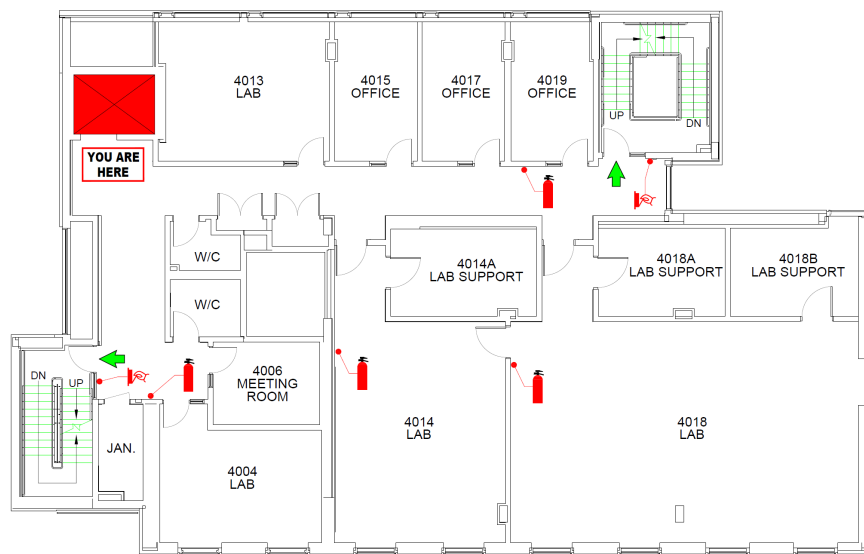 4013
LAB
4015
OFFICE
4017
OFFICE
4019
OFFICE
UP
DN
YOU ARE
HERE
W/C
4014A
LAB SUPPORT
4018A
LAB SUPPORT
4018B
LAB SUPPORT
W/C
DN
UP
4006
MEETING
ROOM
4014
LAB
4018
LAB
JAN.
4004
LAB